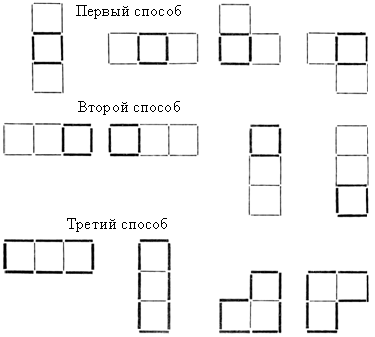 Первый способ
Второй способ
Третий способ